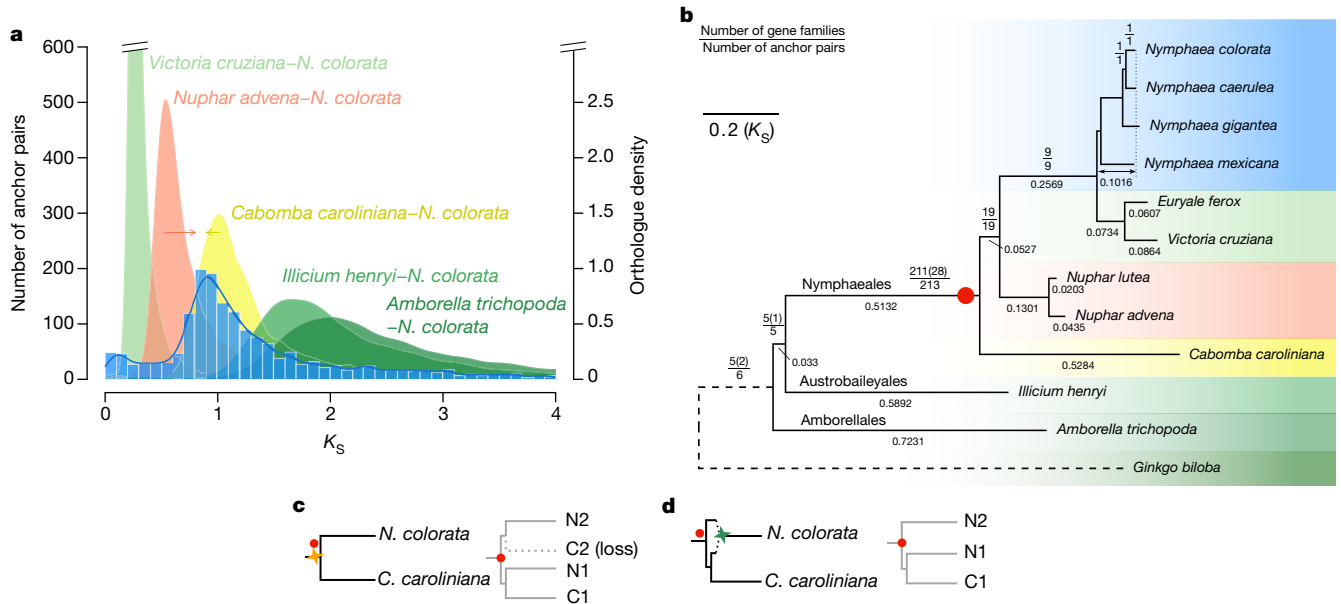 a
Number of anchor pairs
600
500
400
300
200
100
0
Victoria cruziana–N. colorata
Nuphar advena–N. colorata
Cabomba caroliniana–N. colorata
Illicium henryi–N. colorata
Amborella trichopoda
–N. colorata
2.5
2.0
1.5
1.0
0.5
0
Orthologue density
0 1 2 3 4
KS
b
Number of gene families
Number of anchor pairs
0.2 (KS)
1
1
1
1
Nymphaea colorata
Nymphaea caerulea
Nymphaea gigantea
9
9
0.2569
Nymphaea mexicana
0.1016
Euryale ferox
0.0607
0.0734
Victoria cruziana
0.0864
19
19
0.0527
Nuphar lutea
0.0203
0.1301
Nuphar advena
0.0435
Nymphaeales
211(28)
213
0.5132
Cabomba caroliniana
0.5284
5(1)
5
0.033
5(2)
6
Austrobaileyales
0.5892
Illicium henryi
Amborellales
0.7231
Amborella trichopoda
Ginkgo biloba
c
N. colorata
C. caroliniana
N2
C2 (loss)
N1
C1
d
N. colorata
C. caroliniana
N2
N1
C1